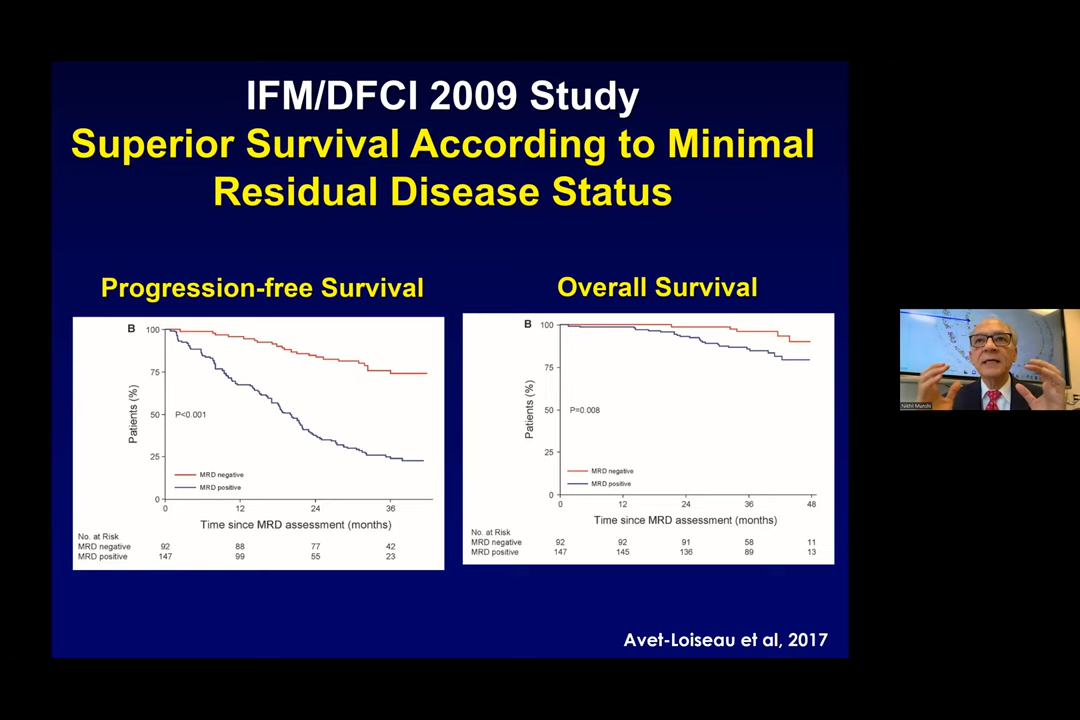 IFM/DFCI 2009 Study
Superior Survival According to Minimal
Residual Disease Status
Progression-free Survival
B
100
75
50
25
0
Patients (%)
P<0.001
MRD negative
MRD positive
0 12 24 36
Time since MRD assessment (months)
No. at Risk
MRD negative 92 88 77 42
MRD positive 147 99 55 23
Overall Survival
B
100
75
50
25
0
Patients (%)
P=0.008
MRD negative
MRD positive
0 12 24 36 48
Time since MRD assessment (months)
No. at Risk
MRD negative 92 92 91 58 11
MRD positive 147 145 136 89 13
Avet-Loiseau et al, 2017
Nikhil Munshi